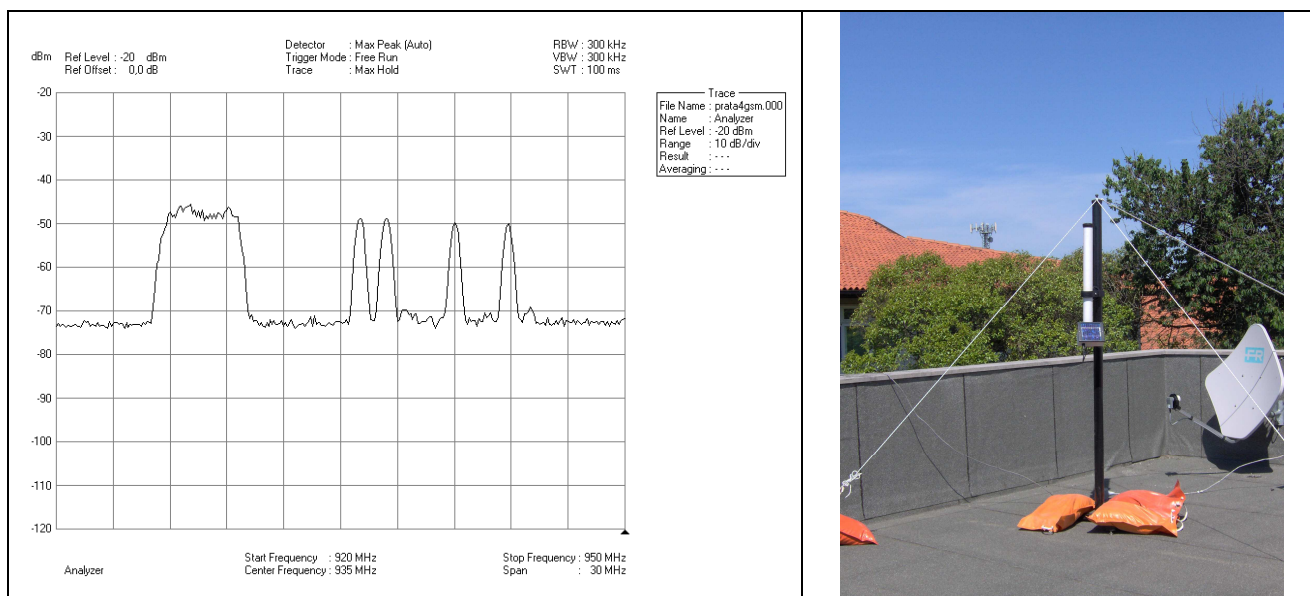 dBm Ref Level : -20 dBm
Ref Offset : 0,0 dB
Detector : Max Peak (Auto)
Trigger Mode : Free Run
Trace : Max Hold
RBW : 300 kHz
VBW : 300 kHz
SWT : 100 ms
-20
-30
-40
-50
-60
-70
-80
-90
-100
-110
-120
Trace
File Name : prata4gsm.000
Name : Analyzer
Ref Level : -20 dBm
Range : 10 dB/div
Result : - - -
Averaging : - - -
Analyzer
Start Frequency : 920 MHz
Center Frequency : 935 MHz
Stop Frequency : 950 MHz
Span : 30 MHz